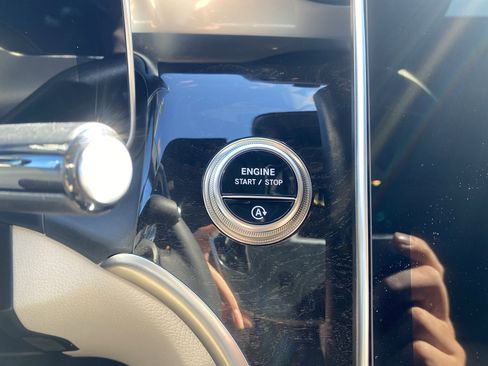 ENGINE
START / STOP
A